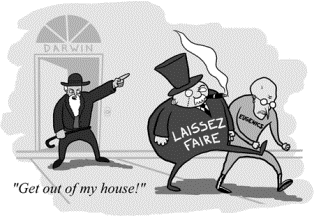 DARWIN
LAISSEZ
FAIRE
EUGENICS
"Get out of my house!"